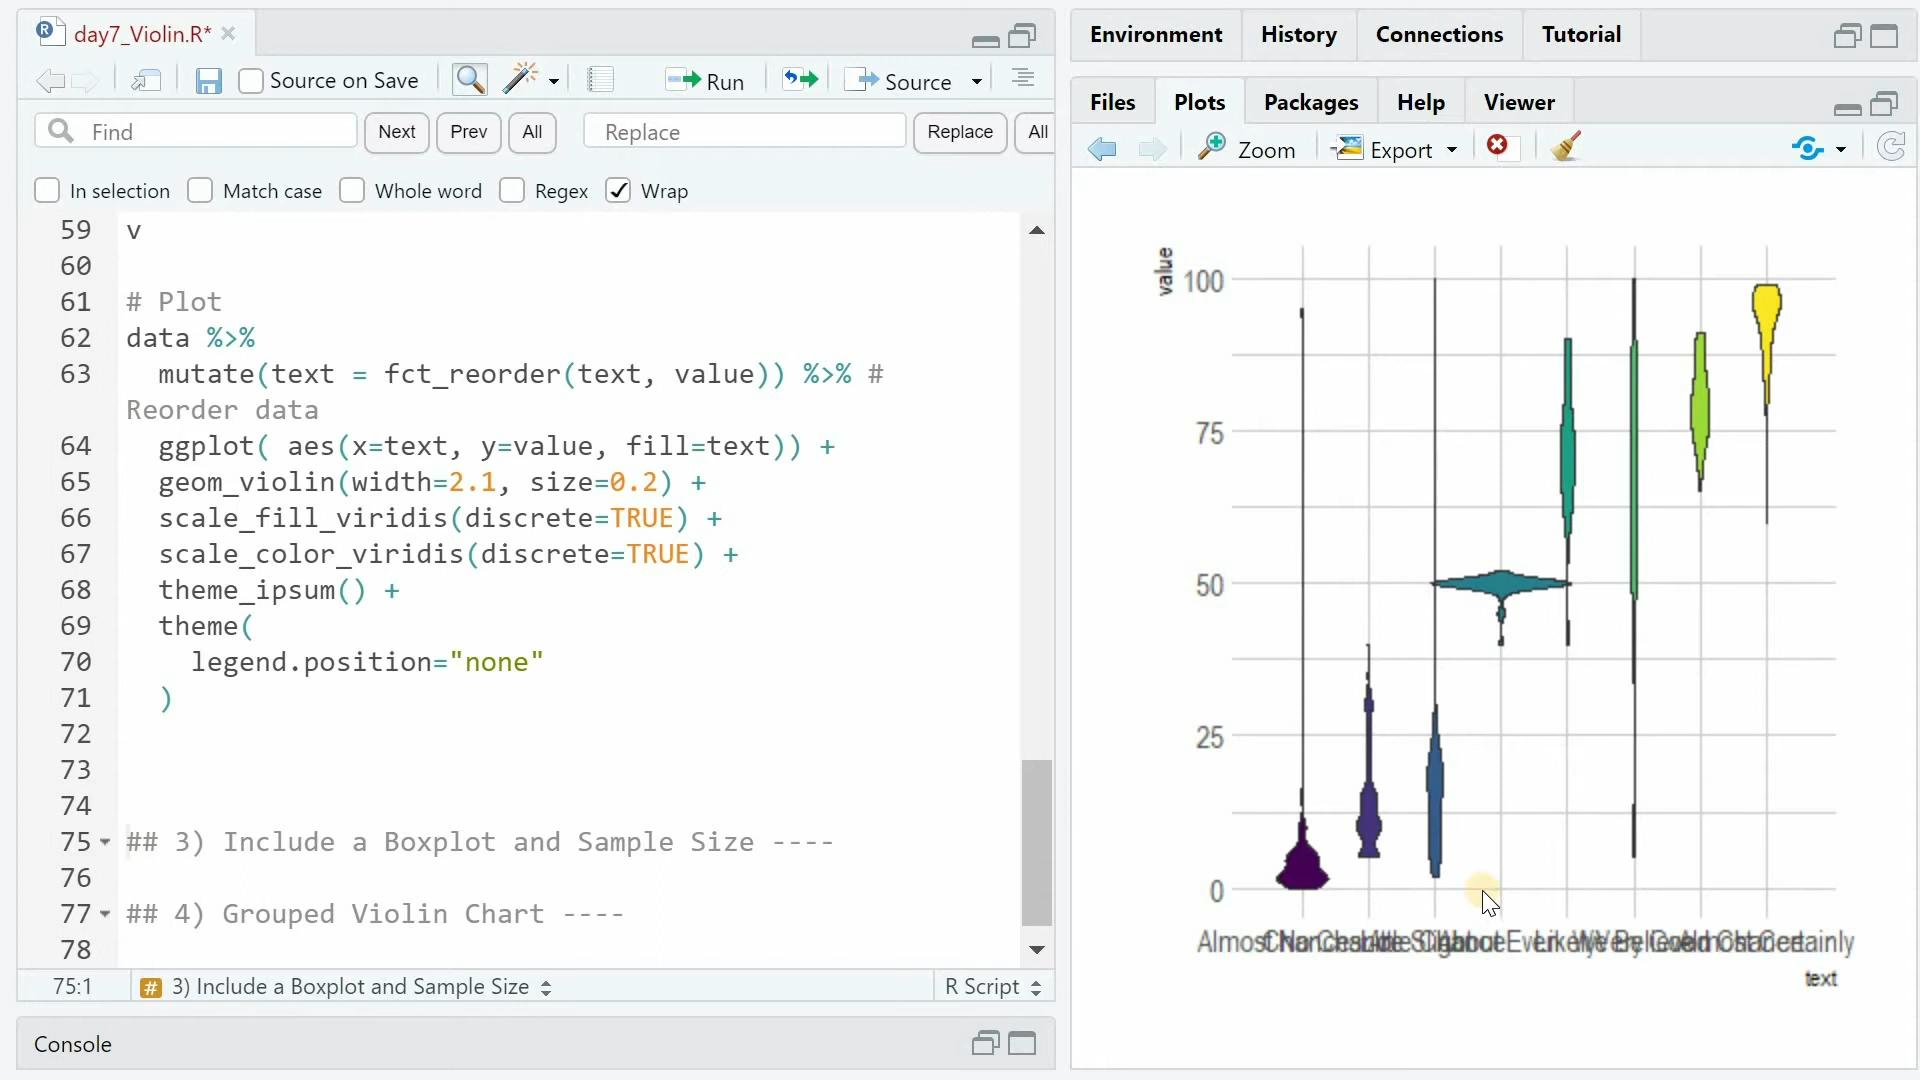 day7_Violin.R*
Source on Save
Run
Source
Find
Next
Prev
All
Replace
Replace
All
In selection
Match case
Whole word
Regex
Wrap
59 v
60
61 # Plot
62 data %>%
63 mutate(text = fct_reorder(text, value)) %>% #
Reorder data
64 ggplot( aes(x=text, y=value, fill=text)) +
65 geom_violin(width=2.1, size=0.2) +
66 scale_fill_viridis(discrete=TRUE) +
67 scale_color_viridis(discrete=TRUE) +
68 theme_ipsum() +
69 theme(
70 legend.position="none"
71 )
72
73
74
75 ## 3) Include a Boxplot and Sample Size ----
76
77 ## 4) Grouped Violin Chart ----
78
75:1
# 3) Include a Boxplot and Sample Size
R Script
Console
Environment
History
Connections
Tutorial
Files
Plots
Packages
Help
Viewer
Zoom
Export
value
100
75
50
25
0
Almost
Certainly
text